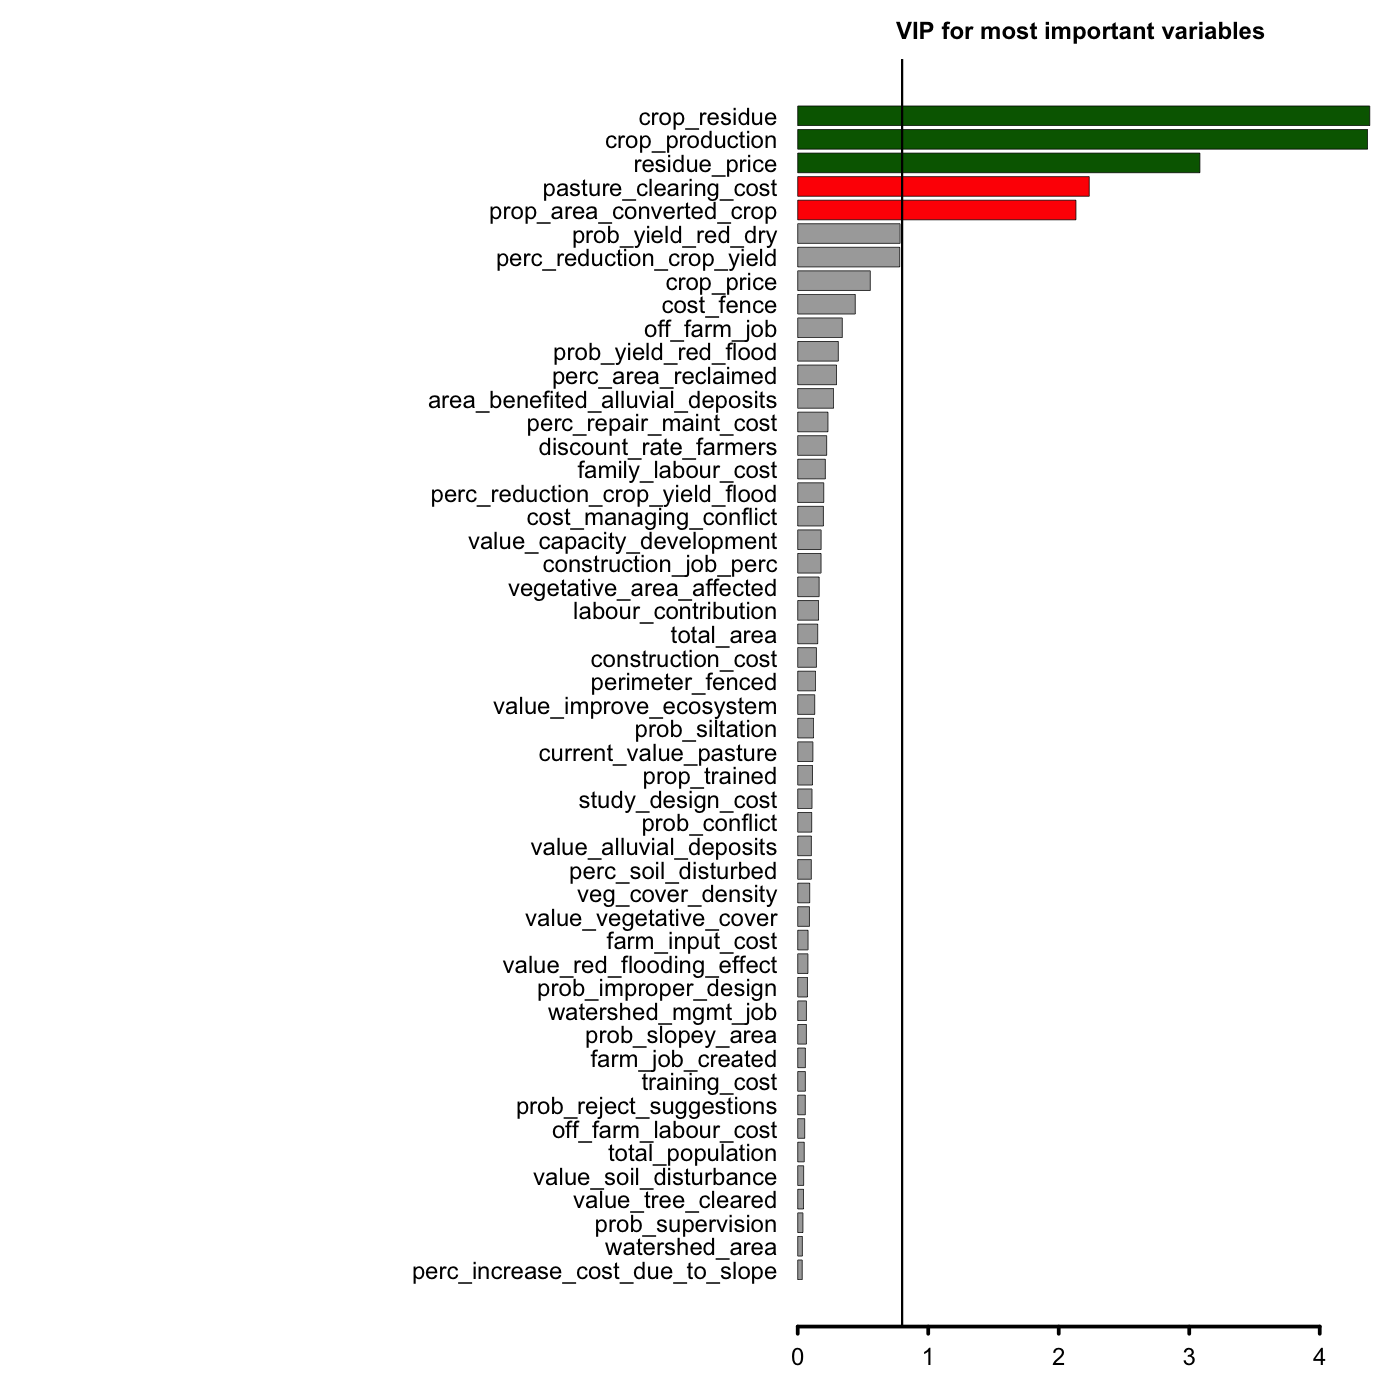 VIP for most important variables
crop_residue
crop_production
residue_price
pasture_clearing_cost
prop_area_converted_crop
prob_yield_red_dry
perc_reduction_crop_yield
crop_price
cost_fence
off_farm_job
prob_yield_red_flood
perc_area_reclaimed
area_benefited_alluvial_deposits
perc_repair_maint_cost
discount_rate_farmers
family_labour_cost
perc_reduction_crop_yield_flood
cost_managing_conflict
value_capacity_development
construction_job_perc
vegetative_area_affected
labour_contribution
total_area
construction_cost
perimeter_fenced
value_improve_ecosystem
prob_siltation
current_value_pasture
prop_trained
study_design_cost
prob_conflict
value_alluvial_deposits
perc_soil_disturbed
veg_cover_density
value_vegetative_cover
farm_input_cost
value_red_flooding_effect
prob_improper_design
watershed_mgmt_job
prob_slopey_area
farm_job_created
training_cost
prob_reject_suggestions
off_farm_labour_cost
total_population
value_soil_disturbance
value_tree_cleared
prob_supervision
watershed_area
perc_increase_cost_due_to_slope
0 1 2 3 4